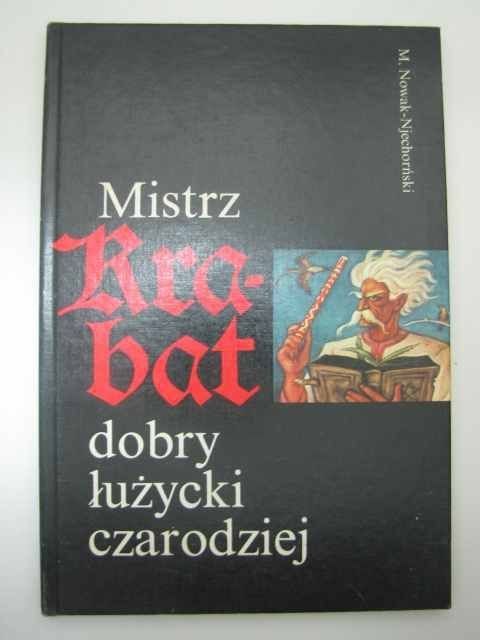 M. Nowak-Njechorński
Mistrz
Kra-
bat
dobry
łużycki
czarodziej